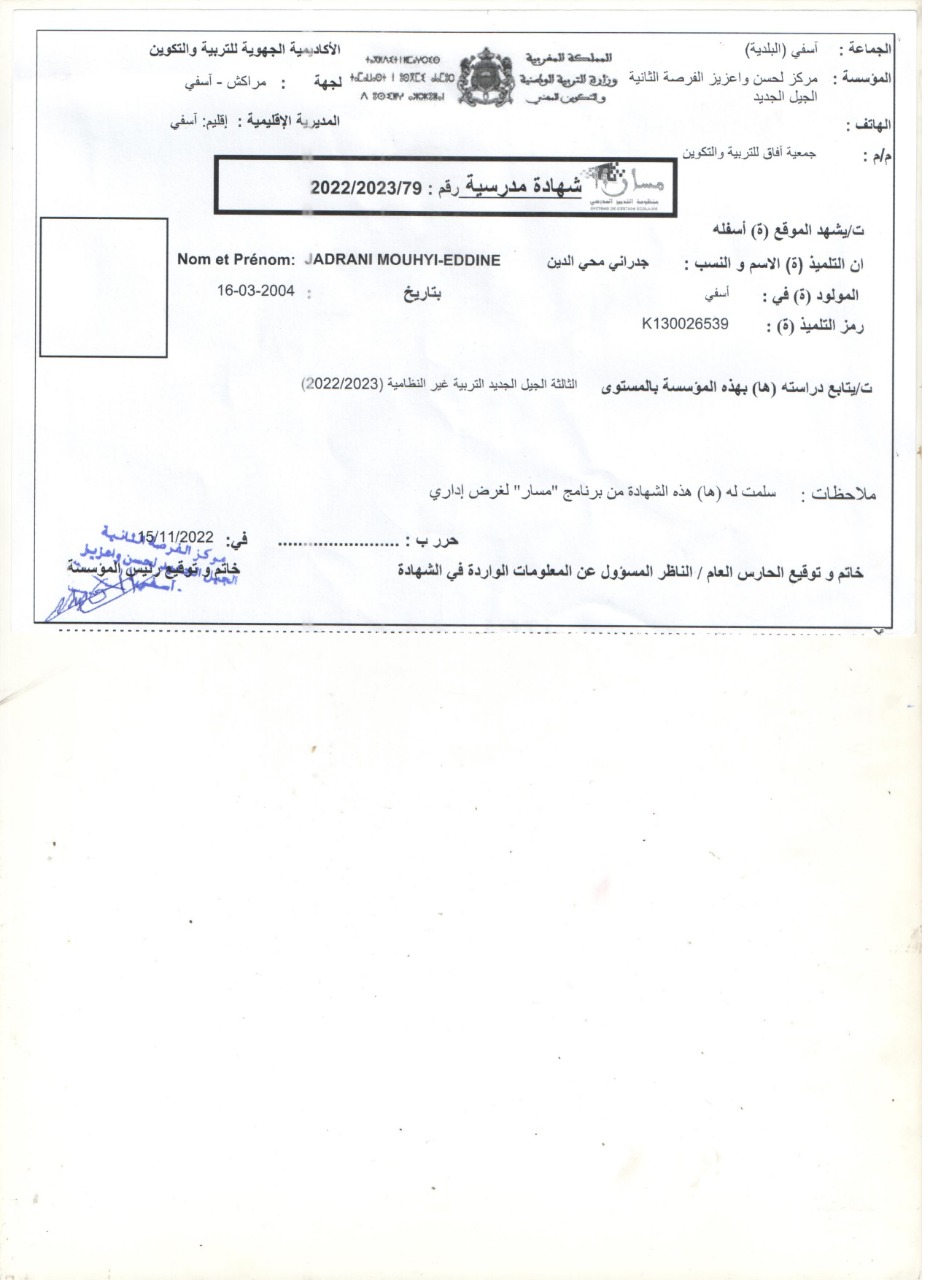 الجماعة : آسفي (البلدية)
المؤسسة : مركز لحسن واعزيز الفرصة الثانية الجيل الجديد
الهاتف :
م/م : جمعية أفاق للتربية والتكوين
المملكة المغربية
وزارة التربية الوطنية
والأكاديمية الجهوية للتربية والتكوين
لجهة : مراكش - آسفي
المديرية الإقليمية : إقليم: آسفي
مسار
منظومة التدبير المدرسي
شهادة مدرسية رقم : 2022/2023/79
ت/يشهد الموقع (ة) أسفله
ان التلميذ (ة) الاسم و النسب : جدراني محي الدين Nom et Prénom: JADRANI MOUHYI-EDDINE
المولود (ة) في : آسفي بتاريخ : 16-03-2004
رمز التلميذ (ة) : K130026539
ت/يتابع دراسته (ها) بهذه المؤسسة بالمستوى الثالثة الجيل الجديد التربية غير النظامية (2022/2023)
ملاحظات : سلمت له (ها) هذه الشهادة من برنامج "مسار" لغرض إداري
حرر ب : ........................ في: 15/11/2022
خاتم و توقيع الحارس العام / الناظر المسؤول عن المعلومات الواردة في الشهادة خاتم و توقيع رئيس المؤسسة
مركز الفرصة الثانية
لحسن واعزيز
الجيل
آسفي